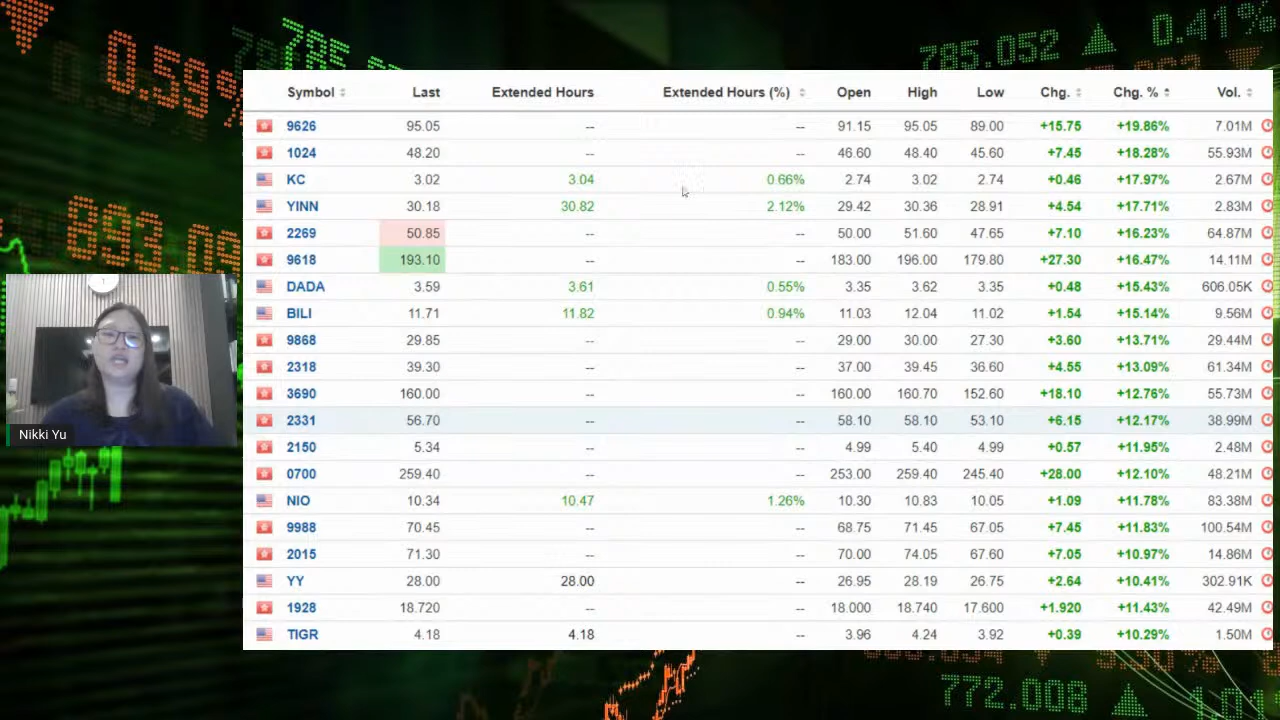 0.59%
785
785.052 ▲ 0.41%
Symbol Last Extended Hours Extended Hours (%) Open High Low Chg. Chg. % Vol.
9626 95.05 -- -- 91.15 95.05 89.00 +15.75 +19.86% 7.01M
1024 48.20 -- -- 46.60 48.40 45.60 +7.45 +18.28% 55.93M
KC 3.02 3.04 0.66% 2.74 3.02 2.74 +0.46 +17.97% 2.67M
YINN 30.18 30.82 2.12% 29.42 30.36 28.91 +4.54 +17.71% 2.83M
2269 50.85 -- -- 50.00 51.60 47.65 +7.10 +16.23% 64.87M
9618 193.10 -- -- 183.00 196.00 179.80 +27.30 +16.47% 14.11M
DADA 3.59 3.61 0.55% 3.35 3.62 3.35 +0.48 +15.43% 606.05K
BILI 11.71 11.82 0.94% 11.03 12.04 11.02 +1.54 +15.14% 9.56M
9868 29.85 -- -- 29.00 30.00 27.30 +3.60 +13.71% 29.44M
2318 39.30 -- -- 37.00 39.45 36.60 +4.55 +13.09% 61.34M
3690 160.00 -- -- 160.00 160.70 152.60 +18.10 +12.76% 55.73M
2331 56.70 -- -- 58.10 58.10 53.10 +6.15 +12.17% 38.89M
2150 5.34 -- -- 4.99 5.40 4.99 +0.57 +11.95% 2.48M
0700 259.40 -- -- 253.00 259.40 245.40 +28.00 +12.10% 48.21M
NIO 10.34 10.47 1.26% 10.30 10.83 10.05 +1.09 +11.78% 83.38M
9988 70.45 -- -- 68.75 71.45 67.05 +7.45 +11.83% 100.54M
2015 71.30 -- -- 70.00 74.05 67.60 +7.05 +10.97% 14.89M
YY 28.00 28.00 -- 26.95 28.19 26.75 +2.64 +10.41% 302.91K
1928 18.720 -- -- 18.000 18.740 17.600 +1.920 +11.43% 42.49M
TIGR 4.18 4.18 -- 3.96 4.24 3.92 +0.39 +10.29% 1.50M
Nikki Yu
772.008 ▲